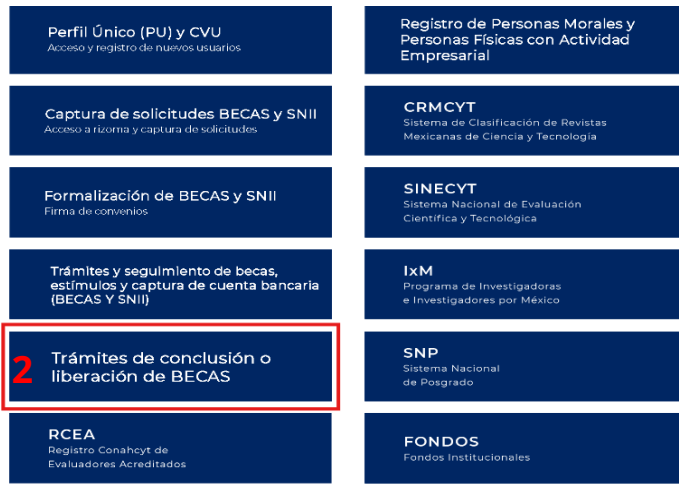 Perfil Único (PU) y CVU
Acceso y registro de nuevos usuarios
Captura de solicitudes BECAS y SNII
Acceso a rizoma y captura de solicitudes
Formalización de BECAS y SNII
Firma de convenios
Trámites y seguimiento de becas,
estímulos y captura de cuenta bancaria
(BECAS Y SNII)
2
Trámites de conclusión o
liberación de BECAS
RCEA
Registro Conahcyt de
Evaluadores Acreditados
Registro de Personas Morales y
Personas Físicas con Actividad
Empresarial
CRMCYT
Sistema de Clasificación de Revistas
Mexicanas de Ciencia y Tecnología
SINECYT
Sistema Nacional de Evaluación
Científica y Tecnológica
IxM
Programa de Investigadoras
e Investigadores por México
SNP
Sistema Nacional
de Posgrado
FONDOS
Fondos Institucionales